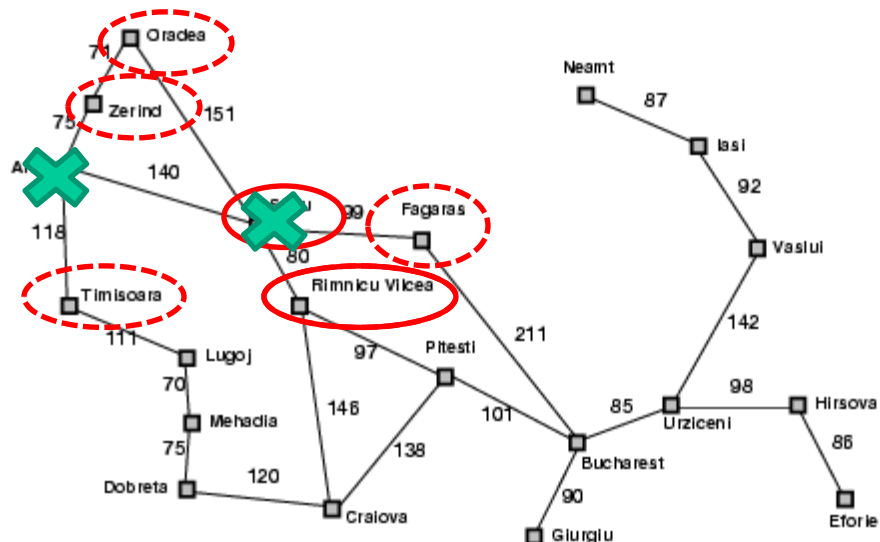 Oradea
71
Neamt
Zerind
87
75
151
Iasi
140
92
Fagaras
99
118
80
Vaslui
Timisoara
Rimnicu Vilcea
111
211
142
Lugoj
97
Pitesti
70
146
98
Hirsova
101
85
Urziceni
Mehadia
75
138
86
Bucharest
Dobreta
120
90
Craiova
Eforie
Giurgiu